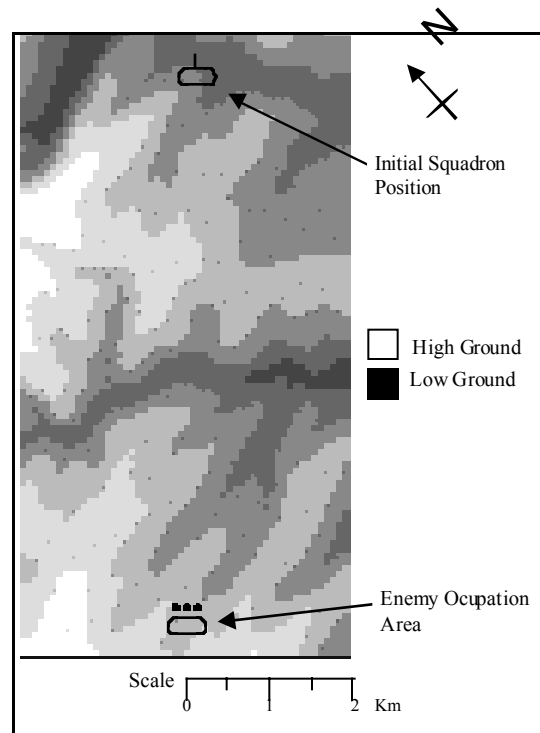 N
Initial Squadron
Position
High Ground
Low Ground
Enemy Ocupation
Area
Scale
0 1 2 Km